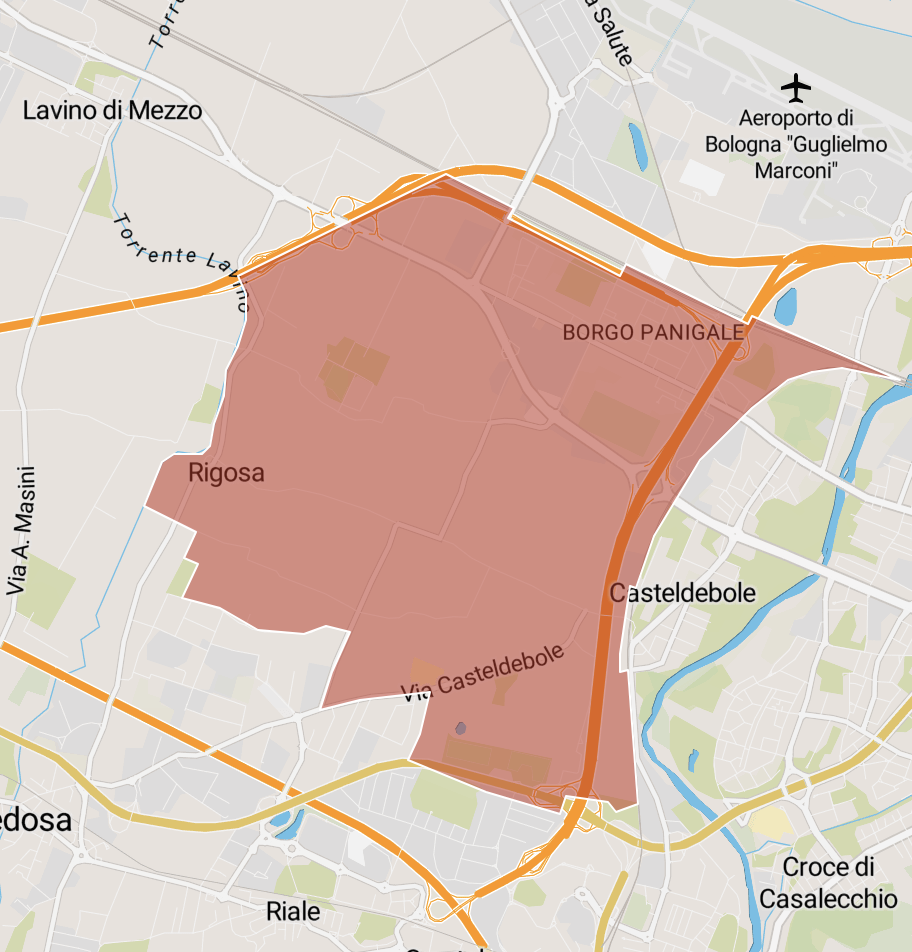 Torre
a Salute
Lavino di Mezzo
Aeroporto di
Bologna "Guglielmo
Marconi"
Torrente Lavino
BORGO PANIGALE
Rigosa
Via A. Masini
Casteldebole
Via Casteldebole
edosa
Croce di
Casalecchio
Riale